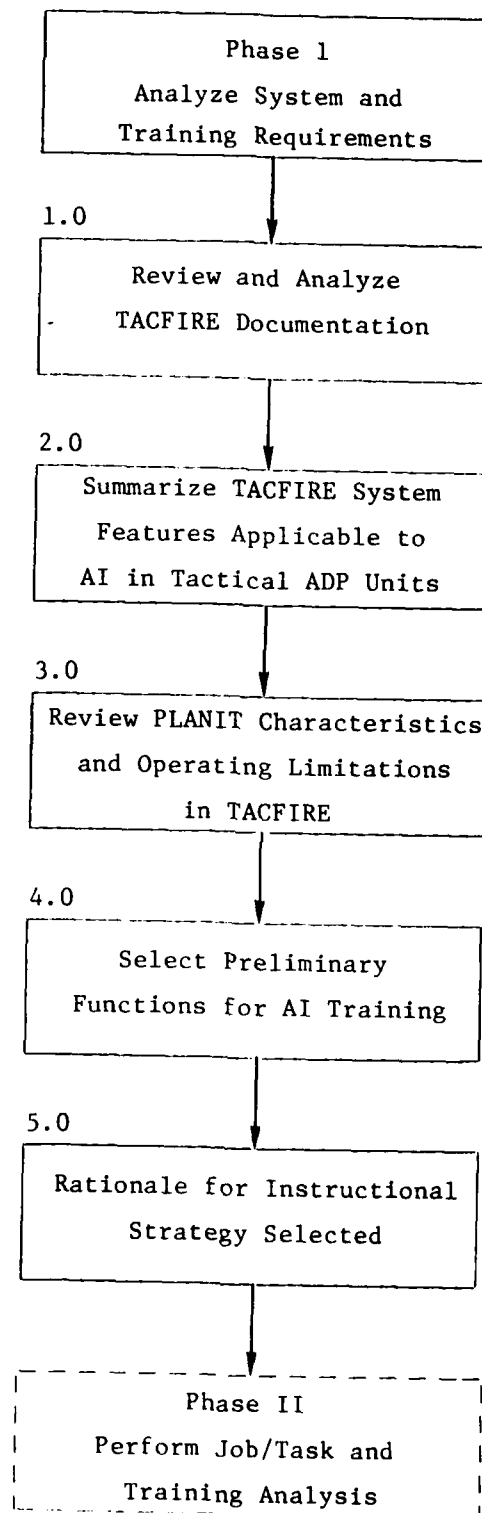 Phase 1
Analyze System and
Training Requirements
1.0
Review and Analyze
TACFIRE Documentation
2.0
Summarize TACFIRE System
Features Applicable to
AI in Tactical ADP Units
3.0
Review PLANIT Characteristics
and Operating Limitations
in TACFIRE
4.0
Select Preliminary
Functions for AI Training
5.0
Rationale for Instructional
Strategy Selected
Phase II
Perform Job/Task and
Training Analysis